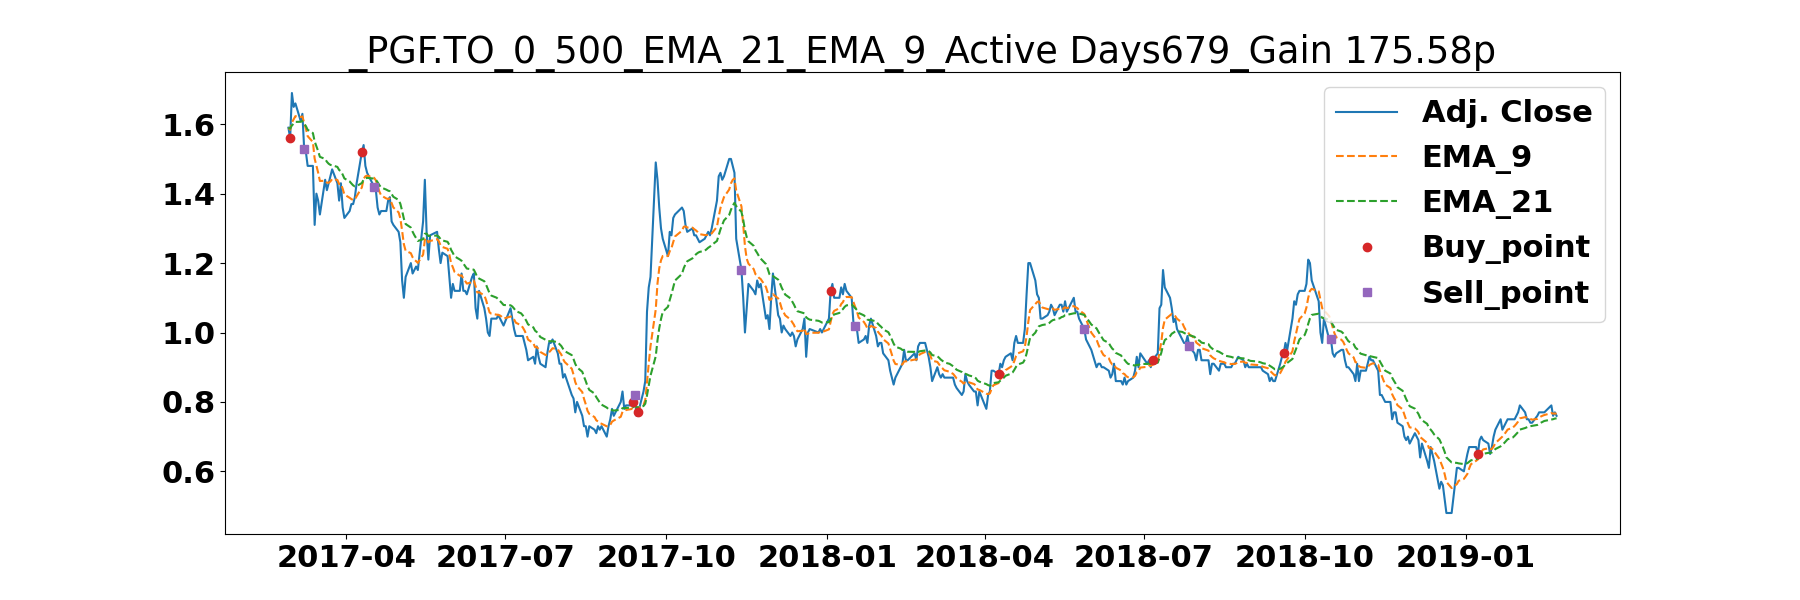 _PGF.TO_0_500_EMA_21_EMA_9_Active Days679_Gain 175.58p
Adj. Close
EMA_9
EMA_21
Buy_point
Sell_point
1.6
1.4
1.2
1.0
0.8
0.6
2017-04 2017-07 2017-10 2018-01 2018-04 2018-07 2018-10 2019-01